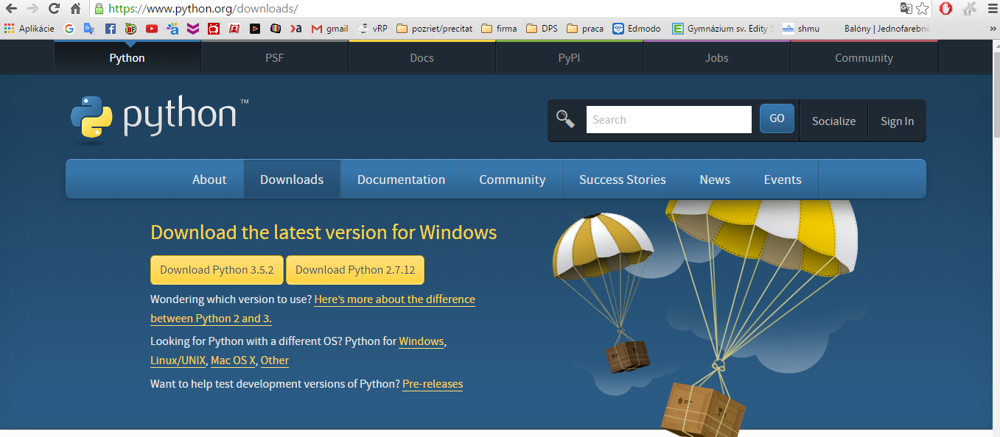 https://www.python.org/downloads/
Aplikácie gmail vRP pozriet/precitat firma DPS praca Edmodo Gymnázium sv. Edity shmu Balóny | Jednofarebné »
Python PSF Docs PyPI Jobs Community
python™
Search GO Socialize Sign In
About Downloads Documentation Community Success Stories News Events
Download the latest version for Windows
Download Python 3.5.2 Download Python 2.7.12
Wondering which version to use? Here's more about the difference
between Python 2 and 3.
Looking for Python with a different OS? Python for Windows,
Linux/UNIX, Mac OS X, Other
Want to help test development versions of Python? Pre-releases